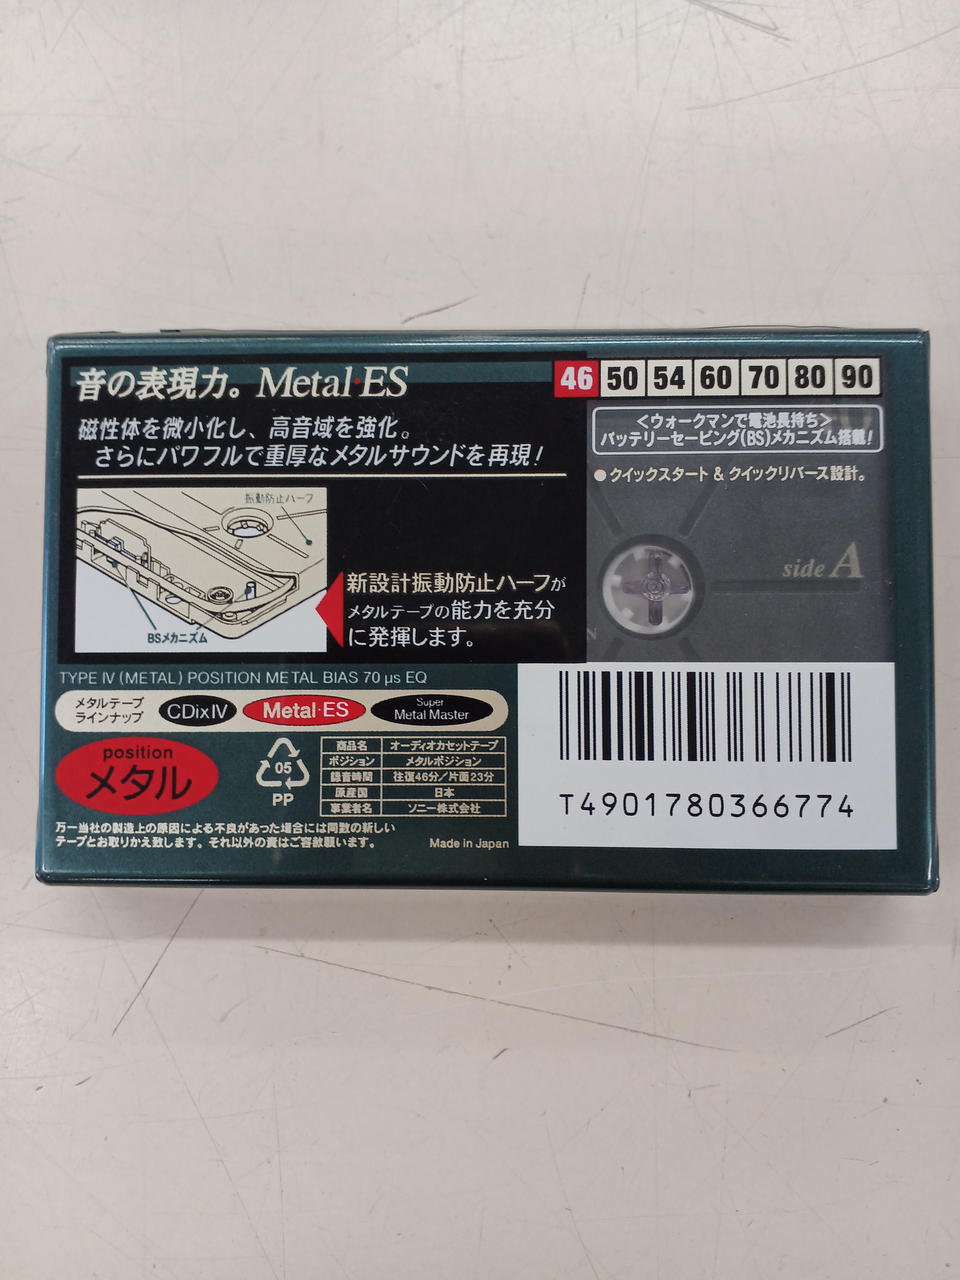 音の表現力。Metal·ES
磁性体を微小化し、高音域を強化。
さらにパワフルで重厚なメタルサウンドを再現!
振動防止ハーフ
BSメカニズム
新設計振動防止ハーフが
メタルテープの能力を充分
に発揮します。
46 50 54 60 70 80 90
<ウォークマンで電池長持ち>
バッテリーセービング(BS)メカニズム搭載!
●クイックスタート & クイックリバース設計。
side A
TYPE IV (METAL) POSITION METAL BIAS 70 μs EQ
メタルテープ
ラインナップ
CDixIV
Metal·ES
Super
Metal Master
position
メタル
05
PP
商品名 オーディオカセットテープ
ポジション メタルポジション
録音時間 往復46分/片面23分
原産国 日本
事業者名 ソニー株式会社
万一当社の製造上の原因による不良があった場合には同数の新しい
テープとお取りかえ致します。それ以外の責はご容赦願います。
Made in Japan
T4901780366774